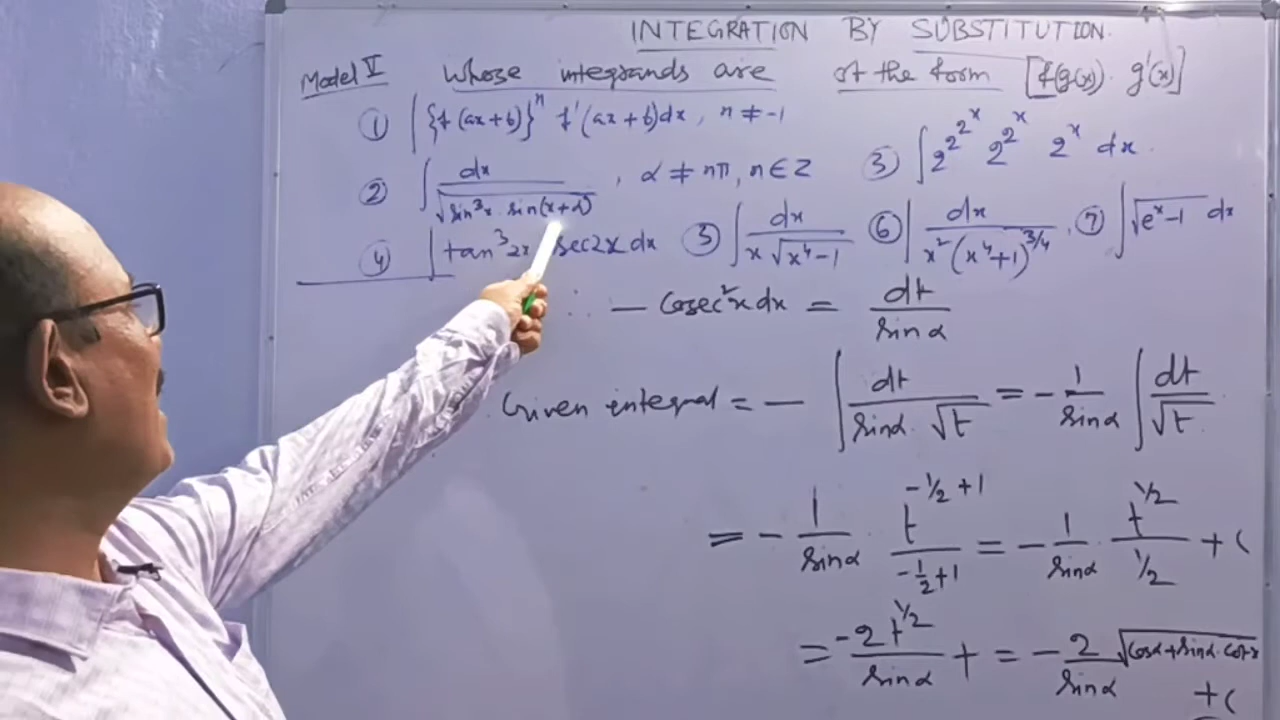 INTEGRATION BY SUBSTITUTION.
Model V whose integrands are of the form [f(g(x)) g'(x)]
① ∫{f(ax+b)}ⁿ f'(ax+b)dx, n ≠ -1
② ∫ dx/√(sin³x. sin(x+α)) , α ≠ nπ, n ∈ Z ③ ∫ 2^2^2^x 2^2^x 2^x dx.
④ ∫ tan³2x sec2x dx ⑤ ∫ dx/(x√(x⁴-1)) ⑥ ∫ dx/(x²(x⁴+1)^3/4), ⑦ ∫√(eˣ-1) dx
∴ — Cosec²x dx = dt/sinα
Given integral = — ∫ dt/(sinα. √t) = - 1/sinα ∫ dt/√t
= - 1/sinα t^(-1/2+1)/(-1/2+1) = - 1/sinα . t^1/2/(1/2) + C
= -2t^1/2/sinα + = - 2/sinα √(cosα+sinα.cotx)
+C